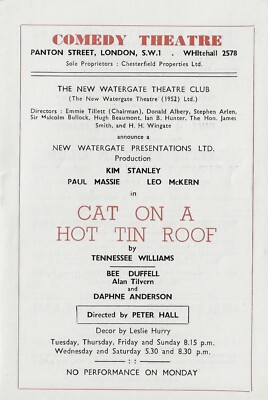 COMEDY THEATRE
PANTON STREET, LONDON, S.W.1 WHItehall 2578
Sole Proprietors : Chesterfield Properties Ltd.
THE NEW WATERGATE THEATRE CLUB
(The New Watergate Theatre (1952) Ltd.)
Directors : Emmie Tillett (Chairman), Donald Albery, Stephen Arlen,
Sir Malcolm Bullock, Hugh Beaumont, Ian B. Hunter, The Hon. James
Smith, and H. H. Wingate
announce a
NEW WATERGATE PRESENTATIONS LTD.
Production
KIM STANLEY
PAUL MASSIE LEO McKERN
in
CAT ON A
HOT TIN ROOF
by
TENNESSEE WILLIAMS
BEE DUFFELL
Alan Tilvern
and
DAPHNE ANDERSON
Directed by PETER HALL
Decor by Leslie Hurry
Tuesday, Thursday, Friday and Sunday 8.15 p.m.
Wednesday and Saturday 5.30 and 8.30 p.m.
: :
NO PERFORMANCE ON MONDAY